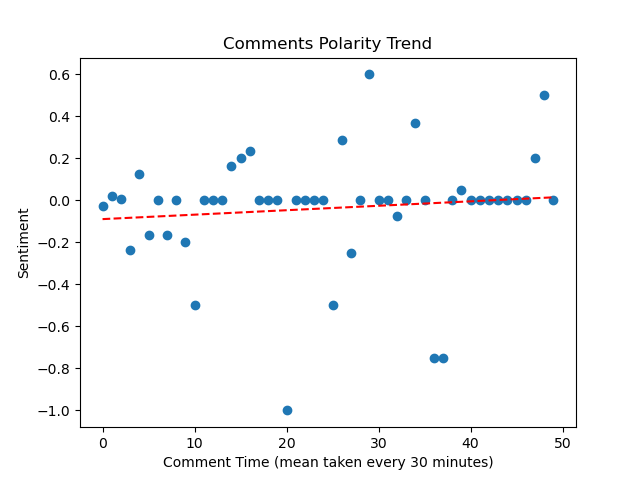 Comments Polarity Trend
0.6
0.4
0.2
0.0
−0.2
−0.4
−0.6
−0.8
−1.0
Sentiment
0 10 20 30 40 50
Comment Time (mean taken every 30 minutes)